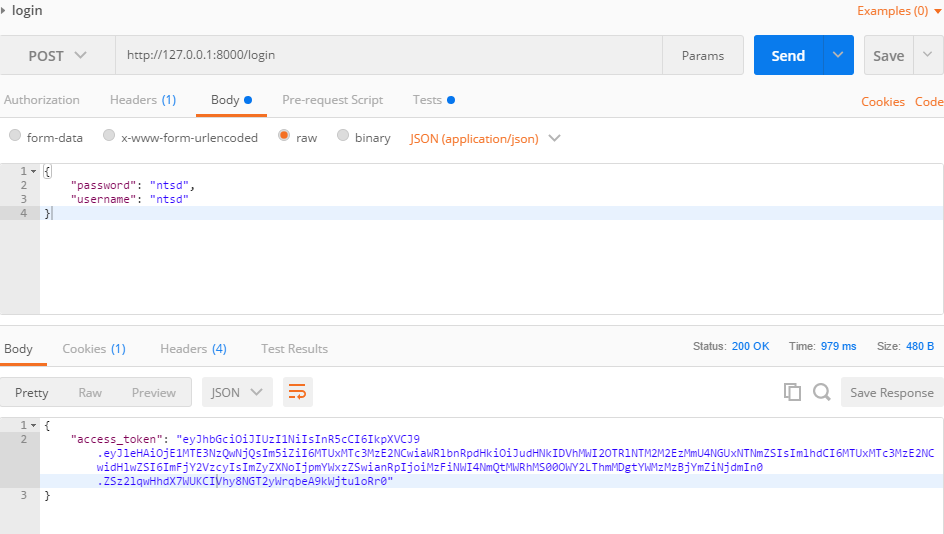 login
Examples (0)
POST http://127.0.0.1:8000/login Params Send Save
Authorization Headers (1) Body Pre-request Script Tests Cookies Code
form-data x-www-form-urlencoded raw binary JSON (application/json)
1 {
2 "password": "ntsd",
3 "username": "ntsd"
4 }
Body Cookies (1) Headers (4) Test Results Status: 200 OK Time: 979 ms Size: 480 B
Pretty Raw Preview JSON Save Response
1 {
2 "access_token": "eyJhbGciOiJIUzI1NiIsInR5cCI6IkpXVCJ9
.eyJleHAiOjE1MTE3NzQwNjQsIm5iZiI6MTUxMTc3MzE2NCwiaWRlbnRpdHkiOiJudHNkIDVhMWI2OTRlNTM2M2EzMmU4NGUxNTNmZSIsImlhdCI6MTUxMTc3MzE2NC
widHlwZSI6ImFjY2VzcyIsImZyZXNoIjpmYWxzZSwianRpIjoiMzFiNWI4NmQtMWRhMS00OWY2LThmMDgtYWMzMzBjYmZiNjdmIn0
.ZSz2lqwHhdX7WUKCIVhy8NGT2yWrqbeA9kWjtu1oRr0"
3 }